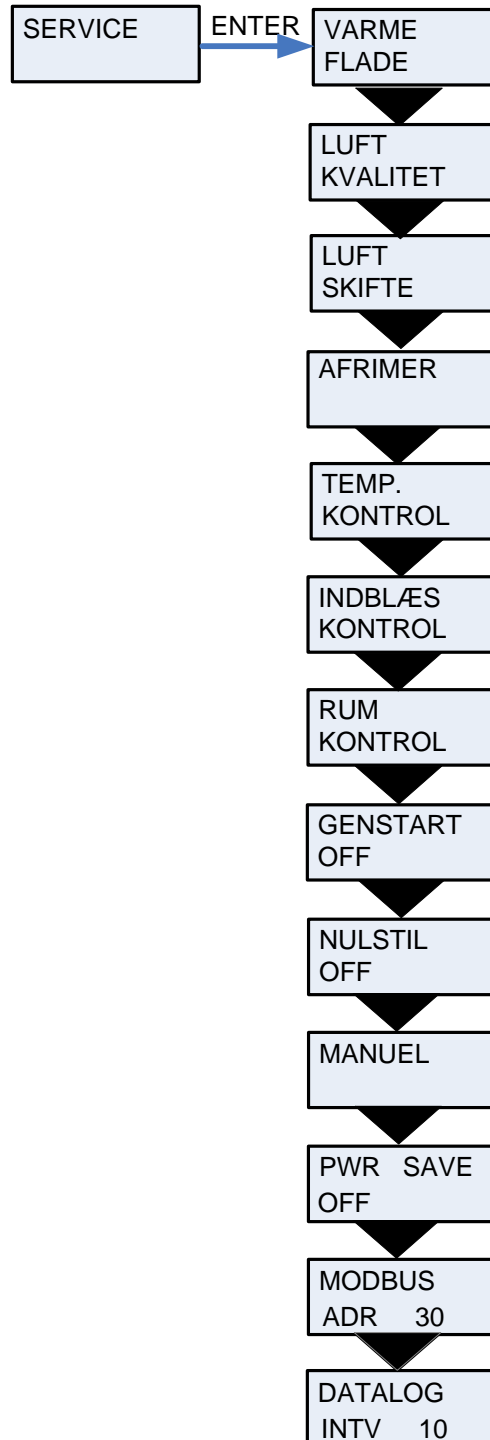 SERVICE
ENTER
VARME
FLADE
LUFT
KVALITET
LUFT
SKIFTE
AFRIMER
TEMP.
KONTROL
INDBLÆS
KONTROL
RUM
KONTROL
GENSTART
OFF
NULSTIL
OFF
MANUEL
PWR SAVE
OFF
MODBUS
ADR 30
DATALOG
INTV 10